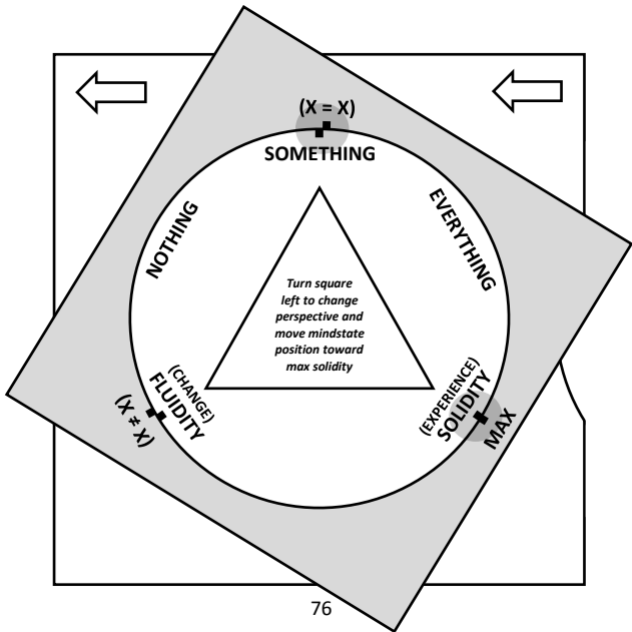 (X = X)
SOMETHING
NOTHING
EVERYTHING
Turn square
left to change
perspective and
move mindstate
position toward
max solidity
(CHANGE)
FLUIDITY
(X ≠ X)
(EXPERIENCE)
SOLIDITY
MAX
76